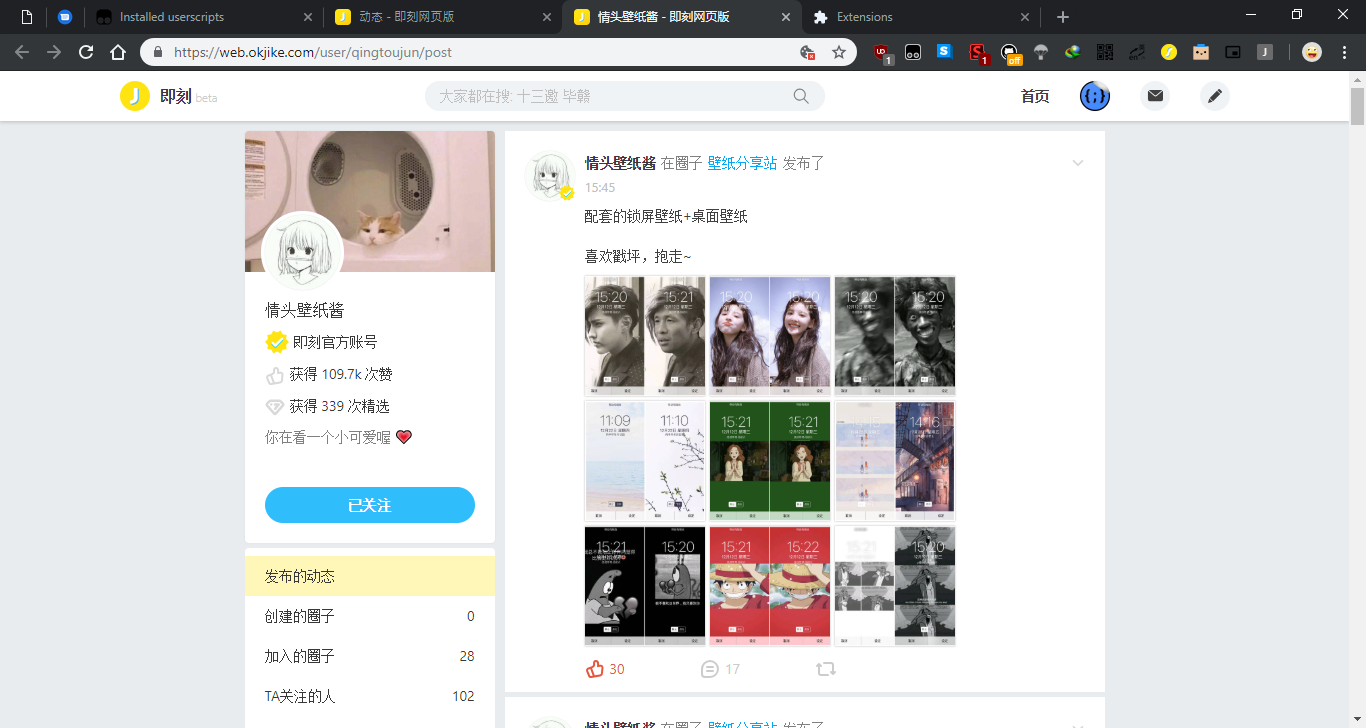 Installed userscripts
动态 - 即刻网页版
情头壁纸酱 - 即刻网页版
Extensions
https://web.okjike.com/user/qingtoujun/post
1
1
off
J
即刻 beta
大家都在搜: 十三邀 毕赣
首页
{;}
情头壁纸酱
即刻官方账号
获得 109.7k 次赞
获得 339 次精选
你在看一个小可爱喔
已关注
发布的动态
创建的圈子 0
加入的圈子 28
TA关注的人 102
情头壁纸酱 在圈子 壁纸分享站 发布了
15:45
配套的锁屏壁纸+桌面壁纸
喜欢戳坪，抱走~
15:20 15:21 15:20 15:20 15:20 15:20
11:09 11:10 15:21 15:21 14:16
15:21 15:20 15:21 15:22 15:21 15:20
30 17
情头壁纸酱 在圈子 壁纸分享站 发布了